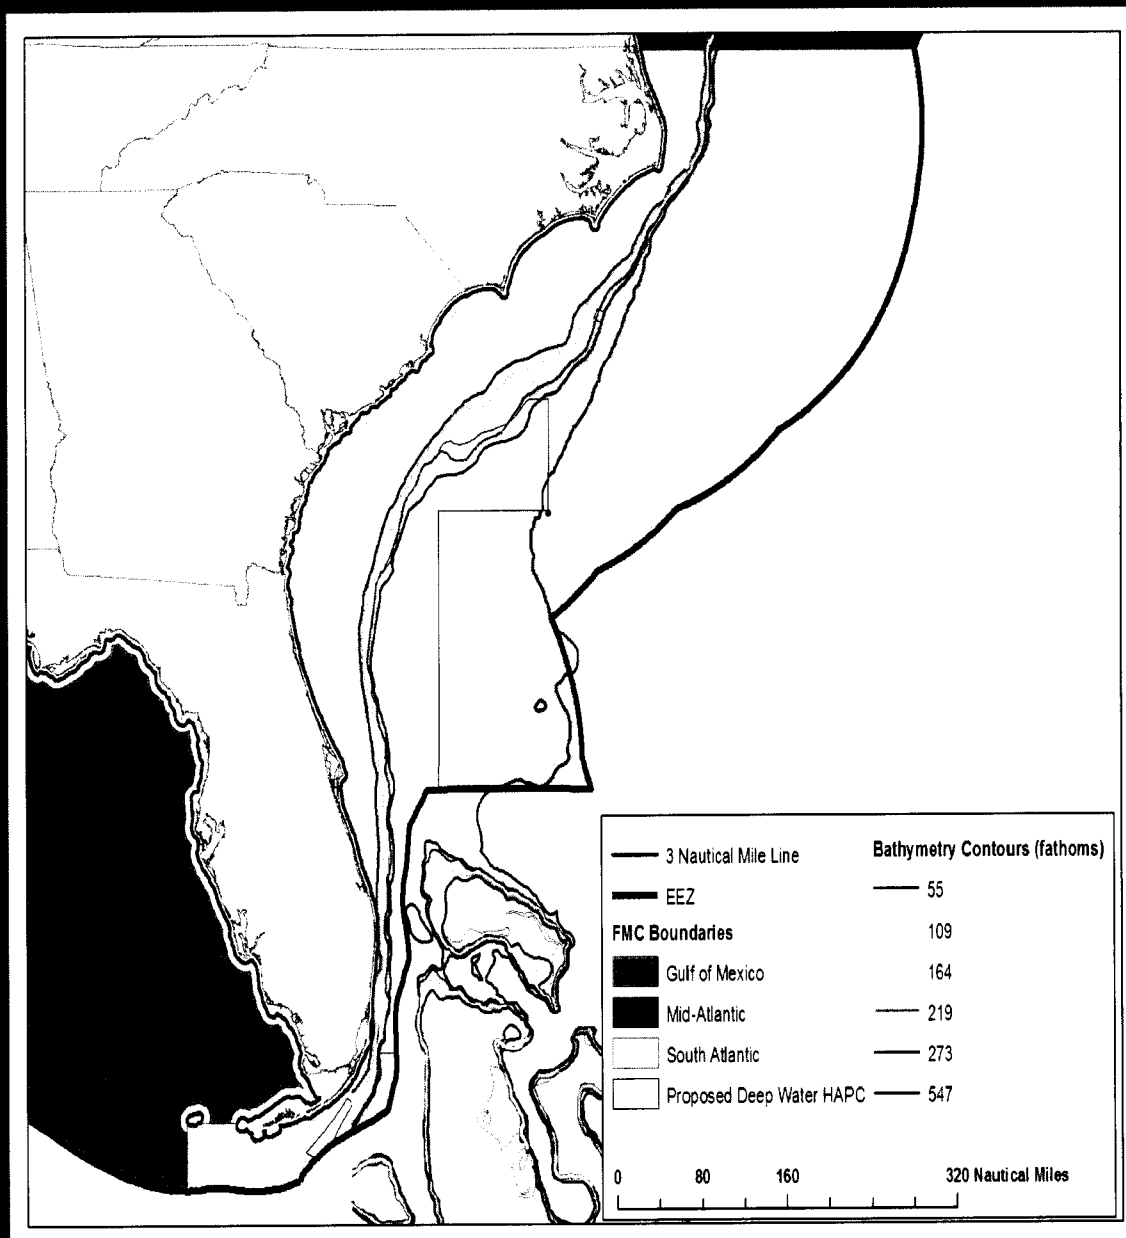 3 Nautical Mile Line
EEZ
FMC Boundaries
Gulf of Mexico
Mid-Atlantic
South Atlantic
Proposed Deep Water HAPC
Bathymetry Contours (fathoms)
55
109
164
219
273
547
0 80 160 320 Nautical Miles